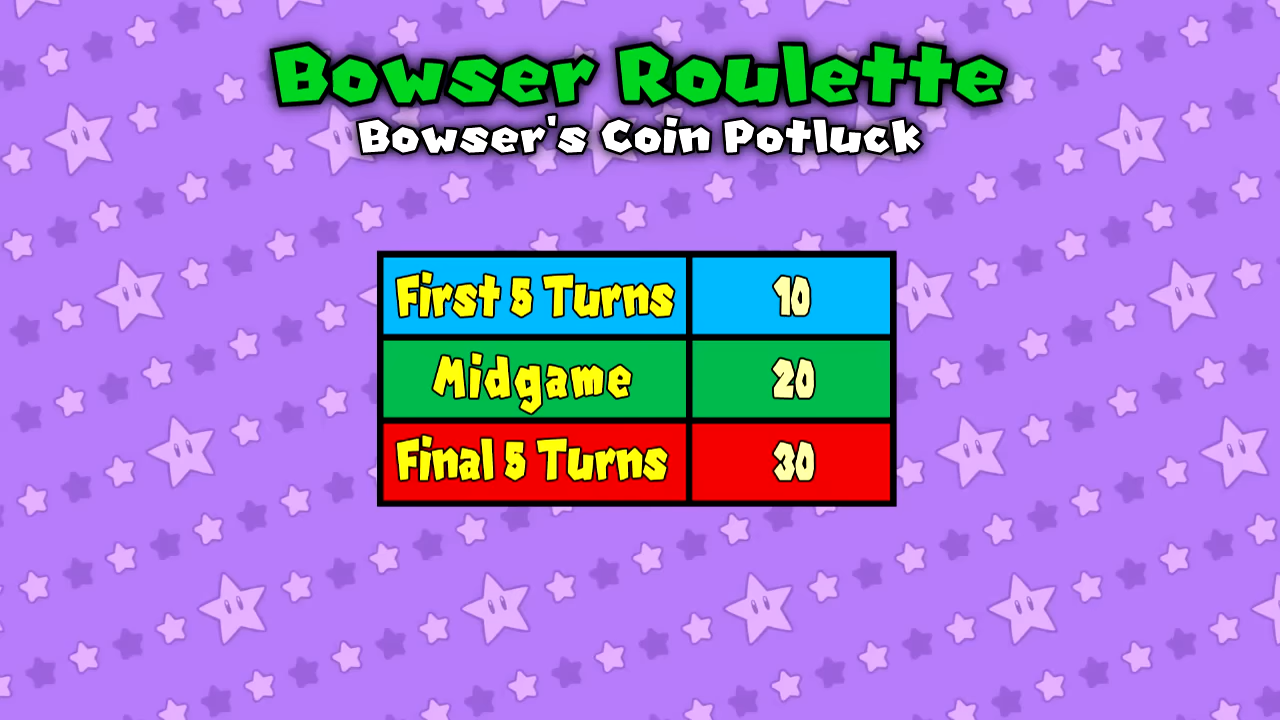 Bowser Roulette
Bowser's Coin Potluck
First 5 Turns 10
Midgame 20
Final 5 Turns 30